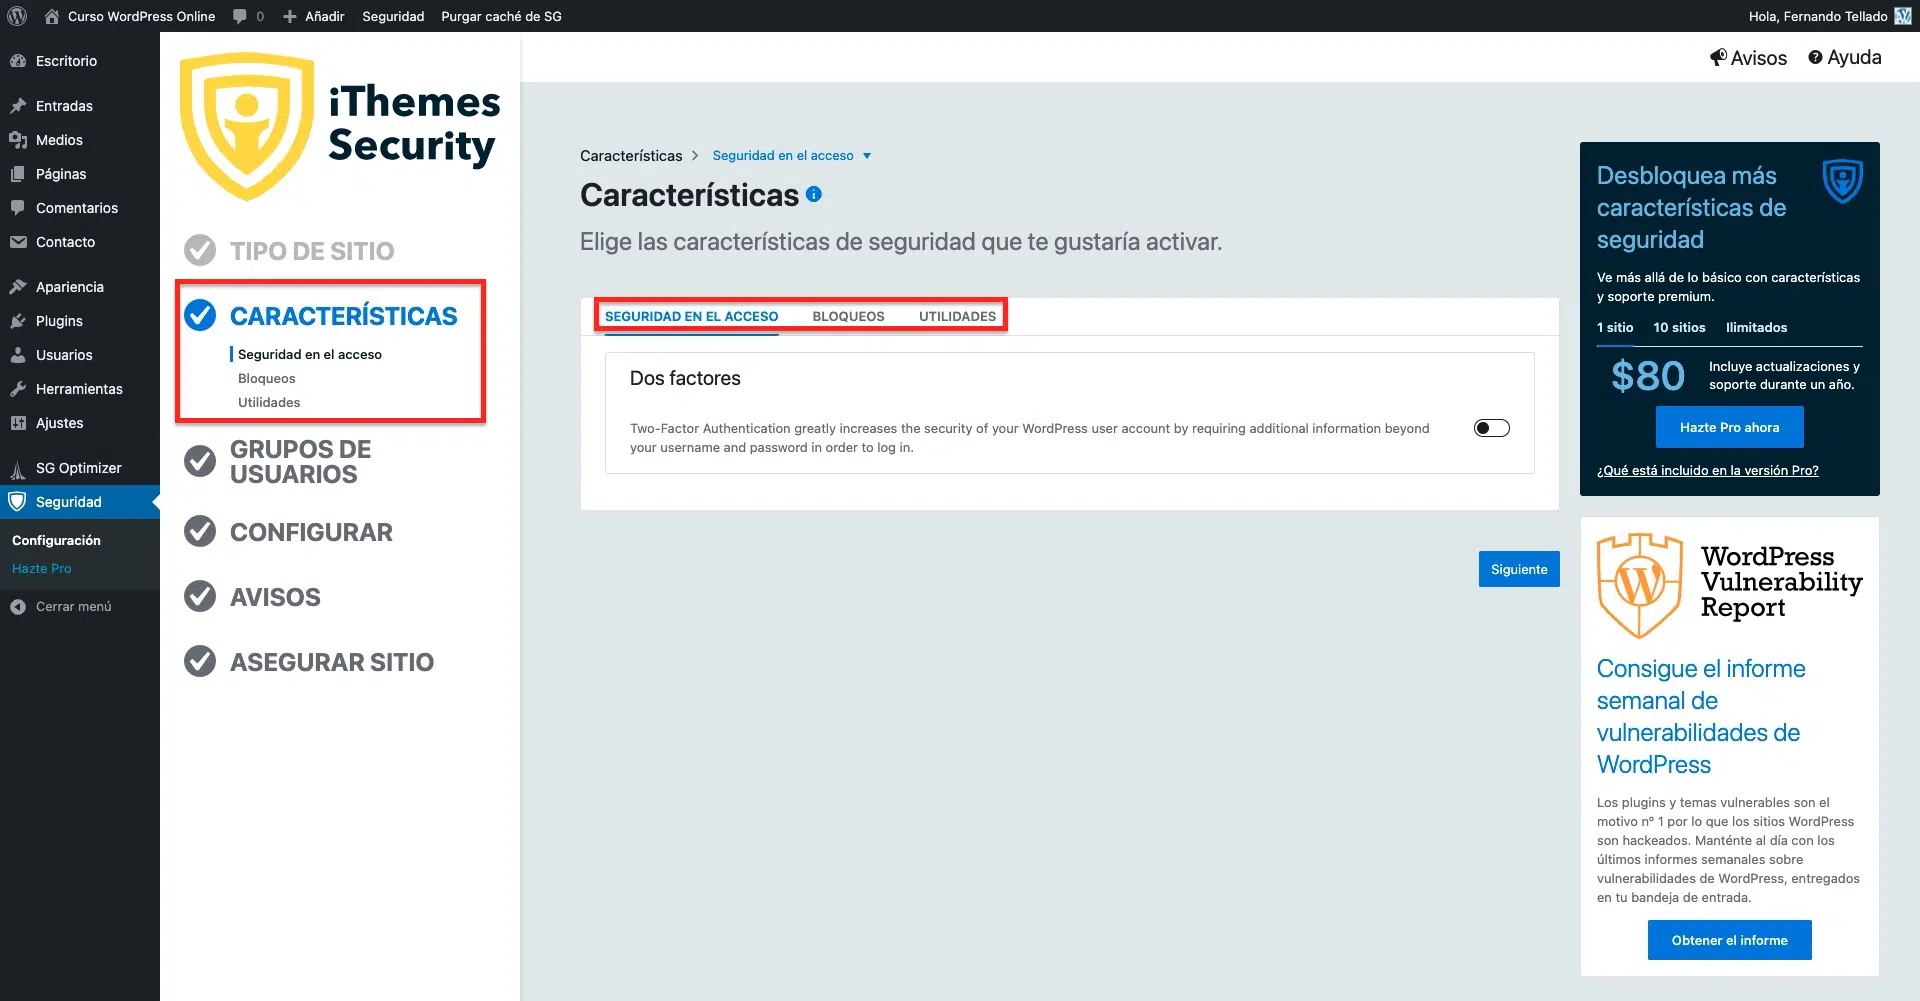 Curso WordPress Online
0
Añadir
Seguridad
Purgar caché de SG
Hola, Fernando Tellado
Escritorio
Entradas
Medios
Páginas
Comentarios
Contacto
Apariencia
Plugins
Usuarios
Herramientas
Ajustes
SG Optimizer
Seguridad
Configuración
Hazte Pro
Cerrar menú
iThemes
Security
TIPO DE SITIO
CARACTERÍSTICAS
Seguridad en el acceso
Bloqueos
Utilidades
GRUPOS DE
USUARIOS
CONFIGURAR
AVISOS
ASEGURAR SITIO
Avisos
Ayuda
Características > Seguridad en el acceso
Características
Elige las características de seguridad que te gustaría activar.
SEGURIDAD EN EL ACCESO
BLOQUEOS
UTILIDADES
Dos factores
Two-Factor Authentication greatly increases the security of your WordPress user account by requiring additional information beyond
your username and password in order to log in.
Siguiente
Desbloquea más
características de
seguridad
Ve más allá de lo básico con características
y soporte premium.
1 sitio
10 sitios
Ilimitados
$80
Incluye actualizaciones y
soporte durante un año.
Hazte Pro ahora
¿Qué está incluido en la versión Pro?
WordPress
Vulnerability
Report
Consigue el informe
semanal de
vulnerabilidades de
WordPress
Los plugins y temas vulnerables son el
motivo nº 1 por lo que los sitios WordPress
son hackeados. Manténte al día con los
últimos informes semanales sobre
vulnerabilidades de WordPress, entregados
en tu bandeja de entrada.
Obtener el informe